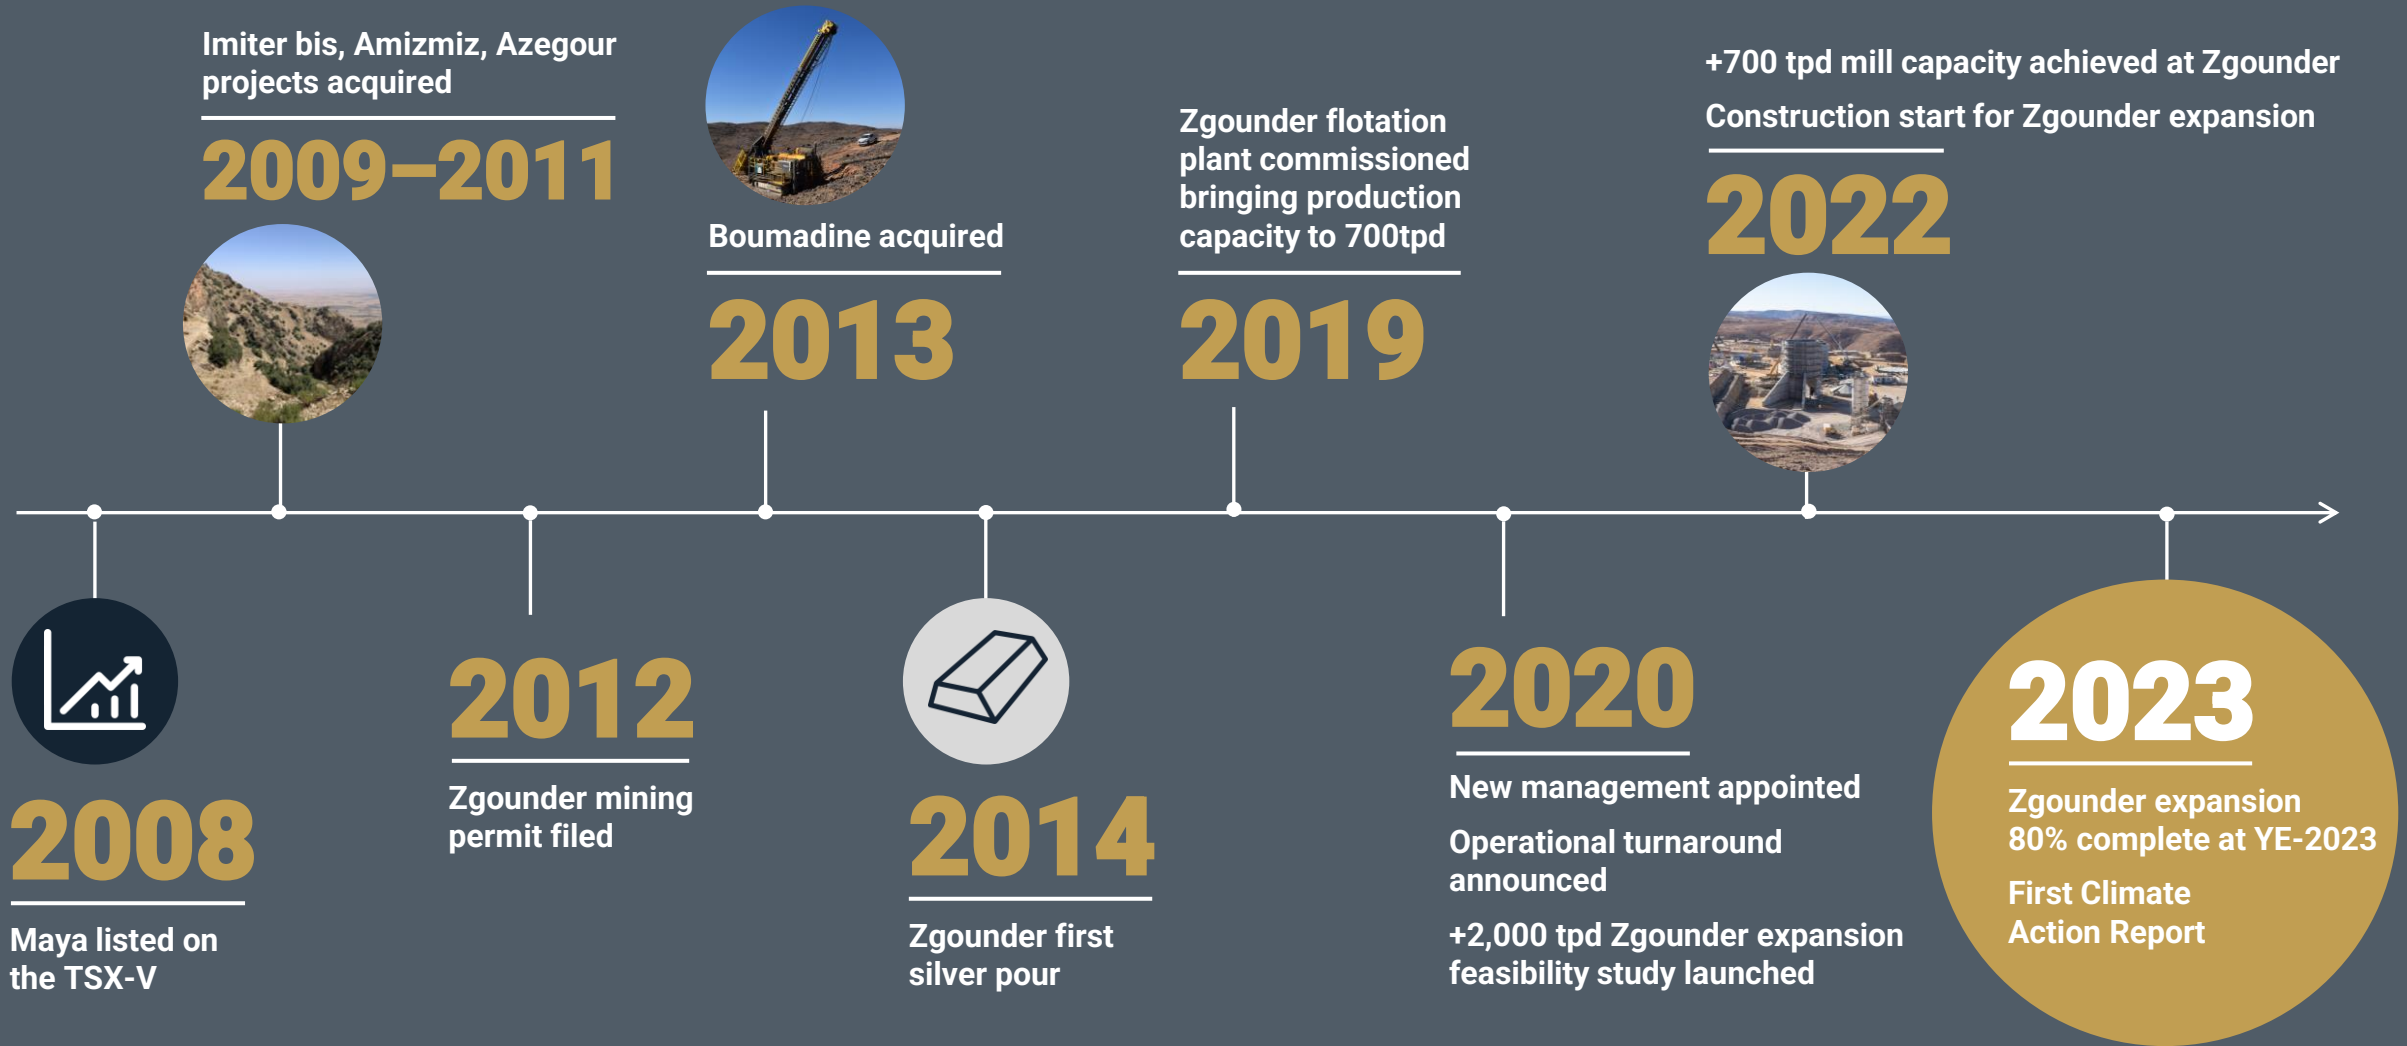 Imiter bis, Amizmiz, Azegour
projects acquired
2009–2011
Boumadine acquired
2013
Zgounder flotation
plant commissioned
bringing production
capacity to 700tpd
2019
+700 tpd mill capacity achieved at Zgounder
Construction start for Zgounder expansion
2022
2008
Maya listed on
the TSX-V
2012
Zgounder mining
permit filed
2014
Zgounder first
silver pour
2020
New management appointed
Operational turnaround
announced
+2,000 tpd Zgounder expansion
feasibility study launched
2023
Zgounder expansion
80% complete at YE-2023
First Climate
Action Report